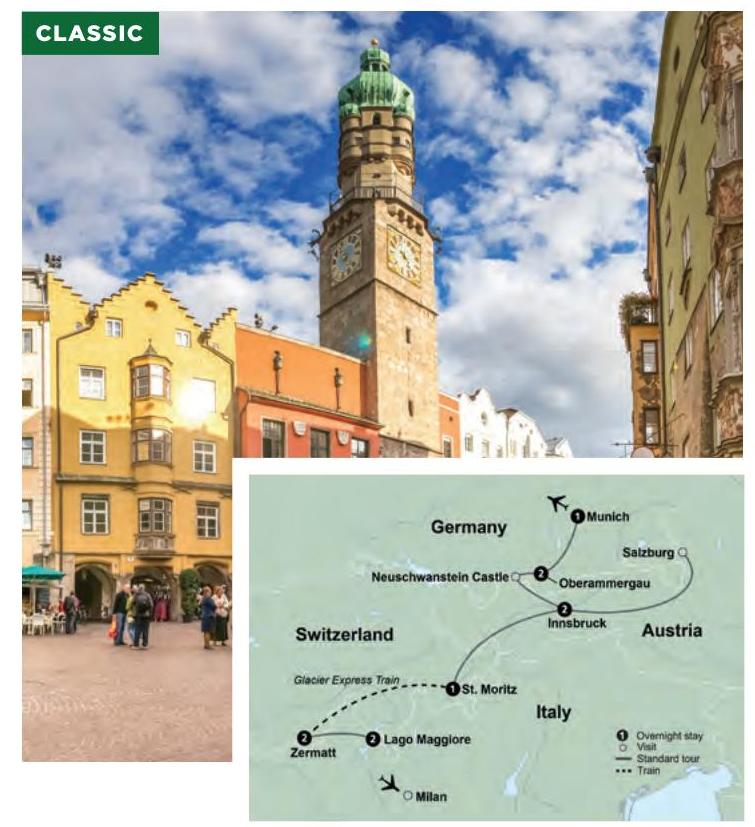 CLASSIC
Germany
1 Munich
Salzburg
Neuschwanstein Castle
2
Oberammergau
2
Innsbruck
Austria
Switzerland
Glacier Express Train
1 St. Moritz
Italy
2
Zermatt
2 Lago Maggiore
Milan
1 Overnight stay
Visit
Standard tour
Train